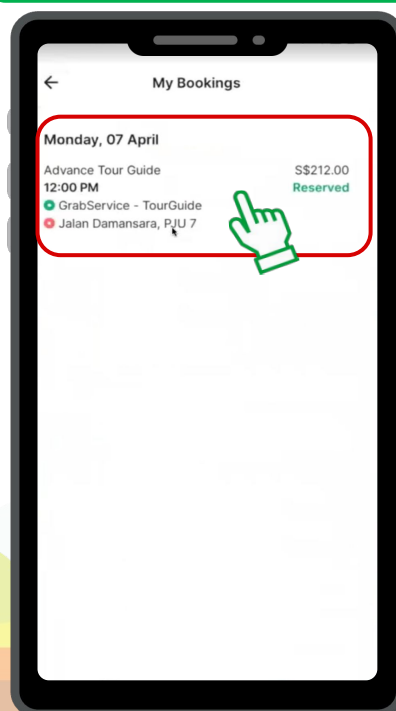 My Bookings
Monday, 07 April
Advance Tour Guide S$212.00
12:00 PM Reserved
GrabService - TourGuide
Jalan Damansara, PJU 7